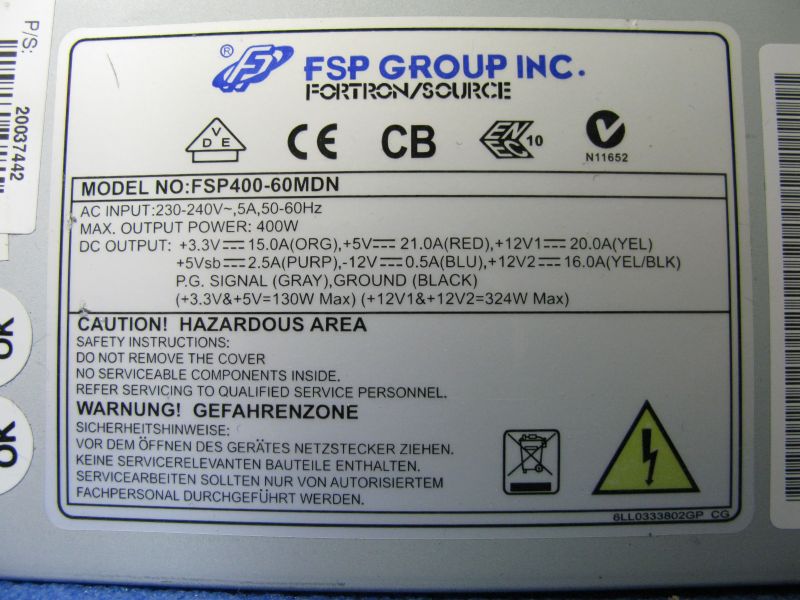 P/S:
20037442
OK
OK
® FSP GROUP INC.
FORTRON/SOURCE
VDE
CE
CB
ENEC 10
N11652
MODEL NO:FSP400-60MDN
AC INPUT:230-240V~,5A,50-60Hz
MAX. OUTPUT POWER: 400W
DC OUTPUT: +3.3V⎓15.0A(ORG),+5V⎓21.0A(RED),+12V1⎓20.0A(YEL)
+5Vsb⎓2.5A(PURP),-12V⎓0.5A(BLU),+12V2⎓16.0A(YEL/BLK)
P.G. SIGNAL (GRAY),GROUND (BLACK)
(+3.3V&+5V=130W Max) (+12V1&+12V2=324W Max)
CAUTION! HAZARDOUS AREA
SAFETY INSTRUCTIONS:
DO NOT REMOVE THE COVER
NO SERVICEABLE COMPONENTS INSIDE.
REFER SERVICING TO QUALIFIED SERVICE PERSONNEL.
WARNUNG! GEFAHRENZONE
SICHERHEITSHINWEISE:
VOR DEM ÖFFNEN DES GERÄTES NETZSTECKER ZIEHEN.
KEINE SERVICERELEVANTEN BAUTEILE ENTHALTEN.
SERVICEARBEITEN SOLLTEN NUR VON AUTORISIERTEM
FACHPERSONAL DURCHGEFÜHRT WERDEN.
6LL0333802GP CG